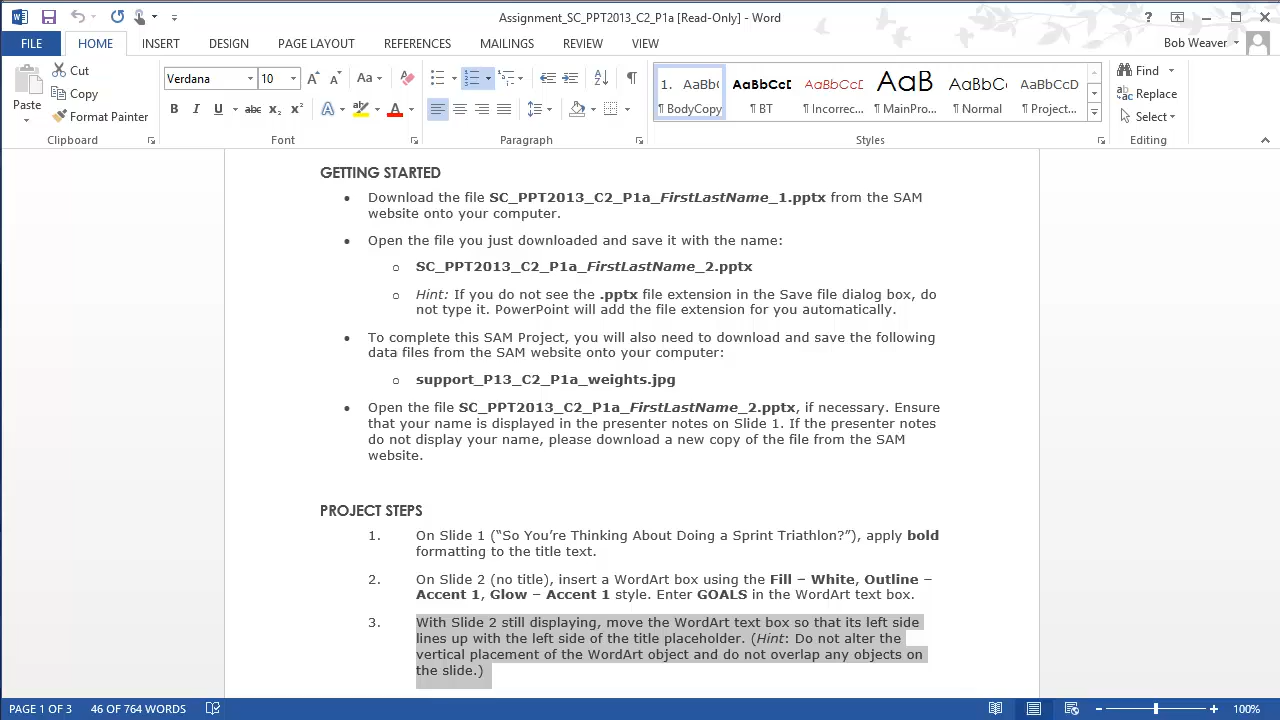 Assignment_SC_PPT2013_C2_P1a [Read-Only] - Word
FILE HOME INSERT DESIGN PAGE LAYOUT REFERENCES MAILINGS REVIEW VIEW Bob Weaver
Paste
Cut
Copy
Format Painter
Clipboard
Verdana 10
Font
Paragraph
1. AaBb( AaBbCcD AaBbCcL AaB AaBbCc AaBbCcD
¶ BodyCopy ¶ BT ¶ Incorrec... ¶ MainPro... ¶ Normal ¶ Project...
Styles
Find
Replace
Select
Editing
GETTING STARTED
• Download the file SC_PPT2013_C2_P1a_FirstLastName_1.pptx from the SAM
website onto your computer.
• Open the file you just downloaded and save it with the name:
o SC_PPT2013_C2_P1a_FirstLastName_2.pptx
o Hint: If you do not see the .pptx file extension in the Save file dialog box, do
not type it. PowerPoint will add the file extension for you automatically.
• To complete this SAM Project, you will also need to download and save the following
data files from the SAM website onto your computer:
o support_P13_C2_P1a_weights.jpg
• Open the file SC_PPT2013_C2_P1a_FirstLastName_2.pptx, if necessary. Ensure
that your name is displayed in the presenter notes on Slide 1. If the presenter notes
do not display your name, please download a new copy of the file from the SAM
website.
PROJECT STEPS
1. On Slide 1 (“So You’re Thinking About Doing a Sprint Triathlon?”), apply bold
formatting to the title text.
2. On Slide 2 (no title), insert a WordArt box using the Fill – White, Outline –
Accent 1, Glow – Accent 1 style. Enter GOALS in the WordArt text box.
3. With Slide 2 still displaying, move the WordArt text box so that its left side
lines up with the left side of the title placeholder. (Hint: Do not alter the
vertical placement of the WordArt object and do not overlap any objects on
the slide.)
PAGE 1 OF 3 46 OF 764 WORDS 100%